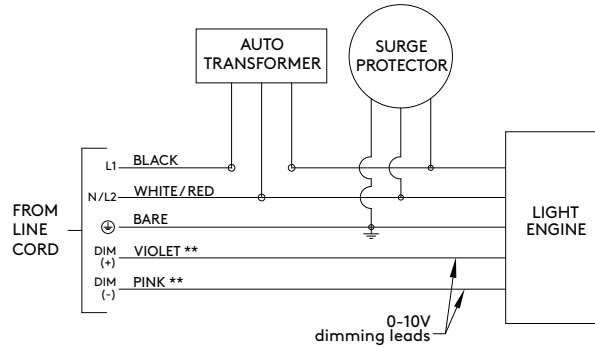 AUTO
TRANSFORMER
SURGE
PROTECTOR
L1 BLACK
N/L2 WHITE/RED
BARE
DIM
(+)
VIOLET **
DIM
(-)
PINK **
FROM
LINE
CORD
LIGHT
ENGINE
0-10V
dimming leads